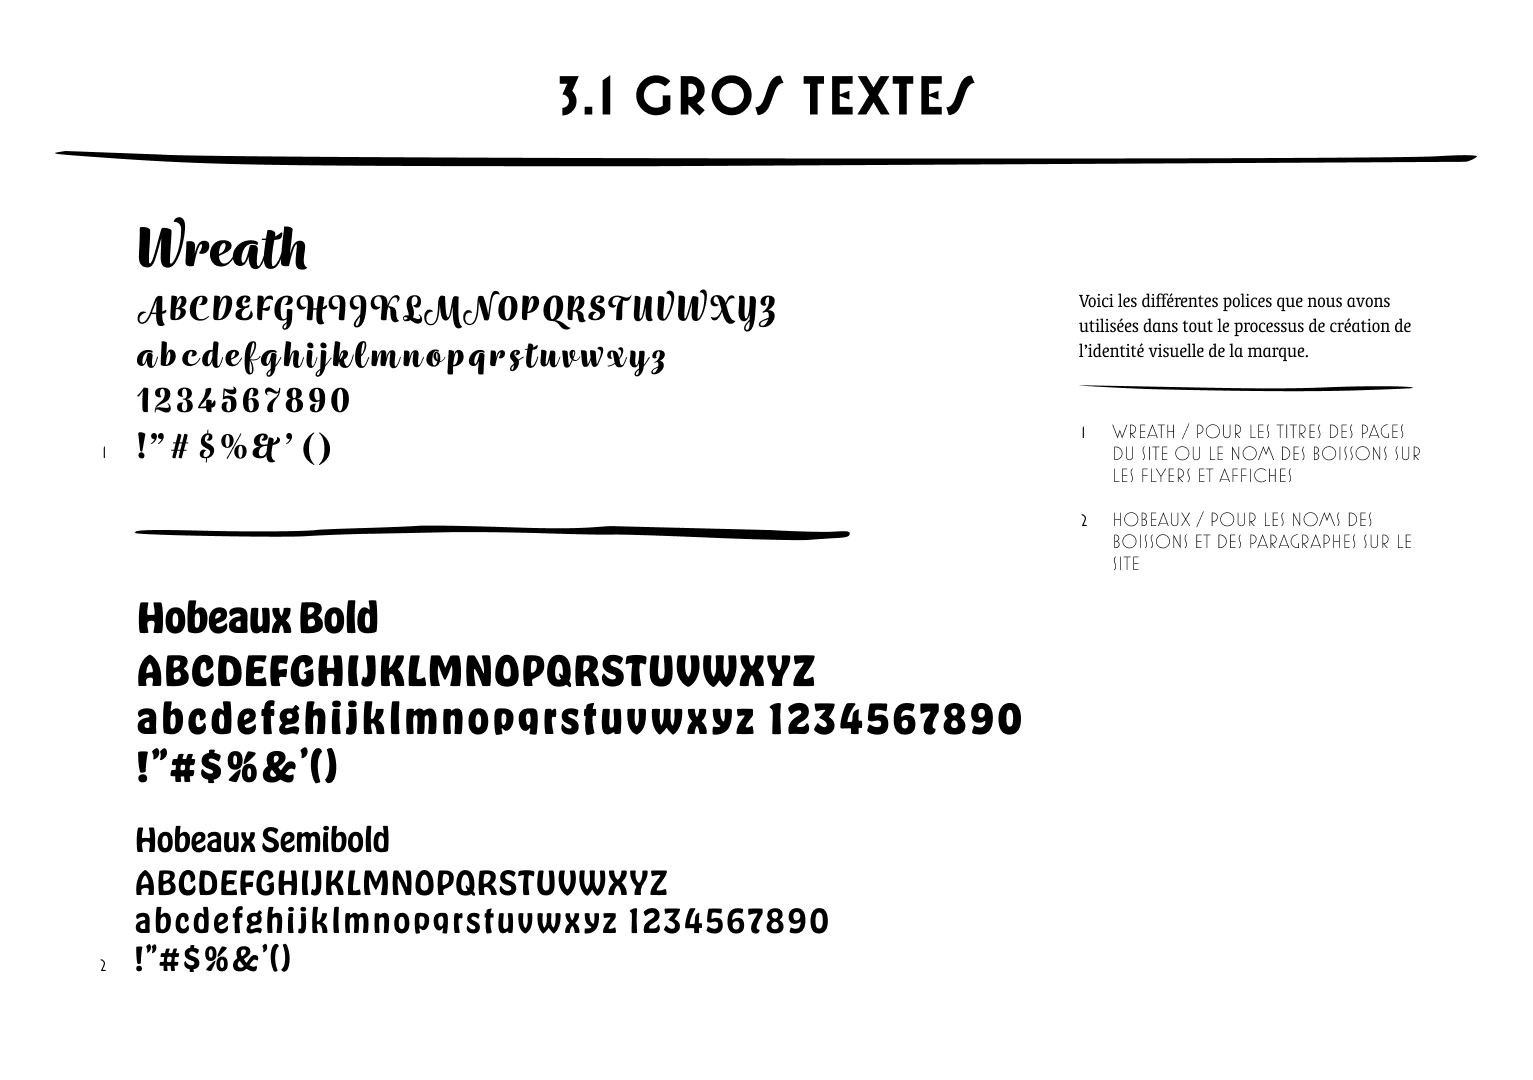 3.1 GROS TEXTES
Wreath
ABCDEFGHIJKLMNOPQRSTUVWXYZ
abcdefghijklmnopqrstuvwxyz
1234567890
1 !”#$%&’()
Hobeaux Bold
ABCDEFGHIJKLMNOPQRSTUVWXYZ
abcdefghijklmnopqrstuvwxyz 1234567890
!”#$%&’()
Hobeaux Semibold
ABCDEFGHIJKLMNOPQRSTUVWXYZ
abcdefghijklmnopqrstuvwxyz 1234567890
2 !”#$%&’()
Voici les différentes polices que nous avons
utilisées dans tout le processus de création de
l’identité visuelle de la marque.
1 WREATH / POUR LES TITRES DES PAGES
DU SITE OU LE NOM DES BOISSONS SUR
LES FLYERS ET AFFICHES
2 HOBEAUX / POUR LES NOMS DES
BOISSONS ET DES PARAGRAPHES SUR LE
SITE